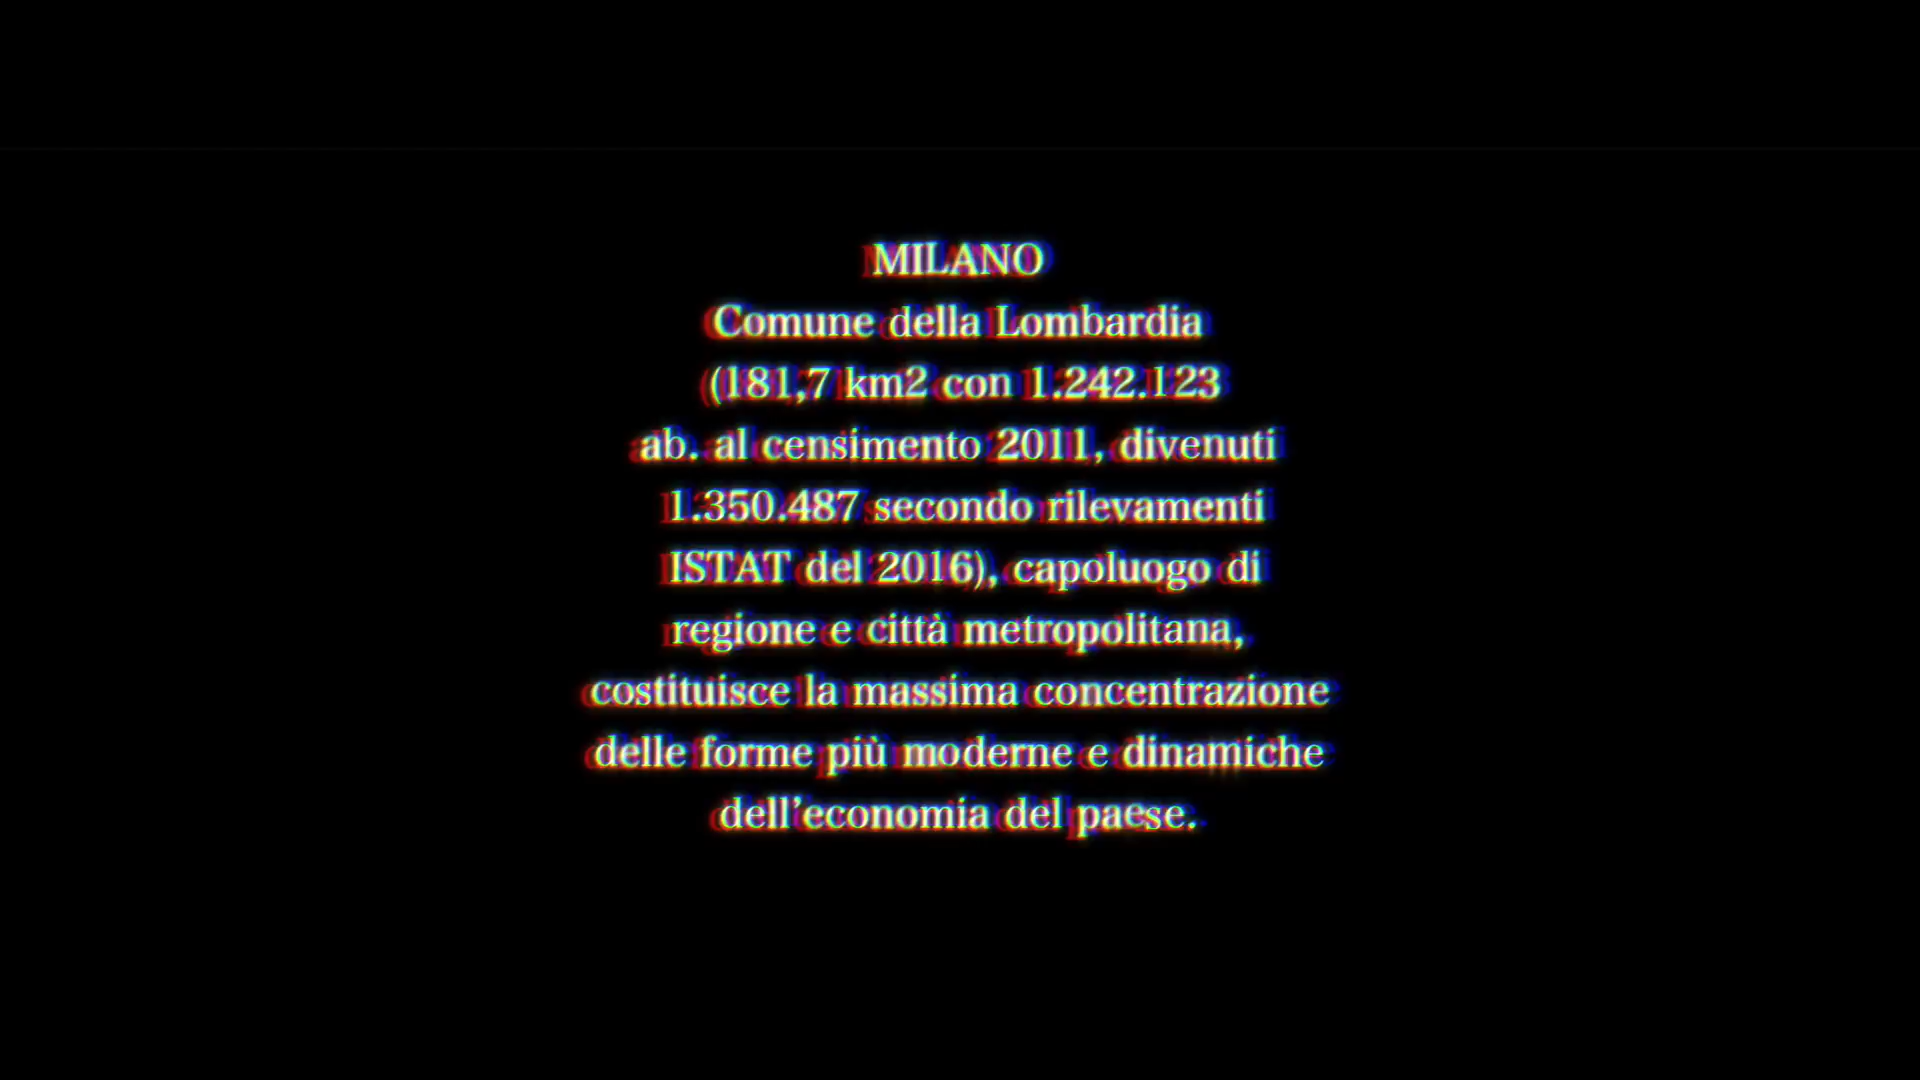 MILANO
Comune della Lombardia
(181,7 km2 con 1.242.123
ab. al censimento 2011, divenuti
1.350.487 secondo rilevamenti
ISTAT del 2016), capoluogo di
regione e città metropolitana,
costituisce la massima concentrazione
delle forme più moderne e dinamiche
dell’economia del paese.